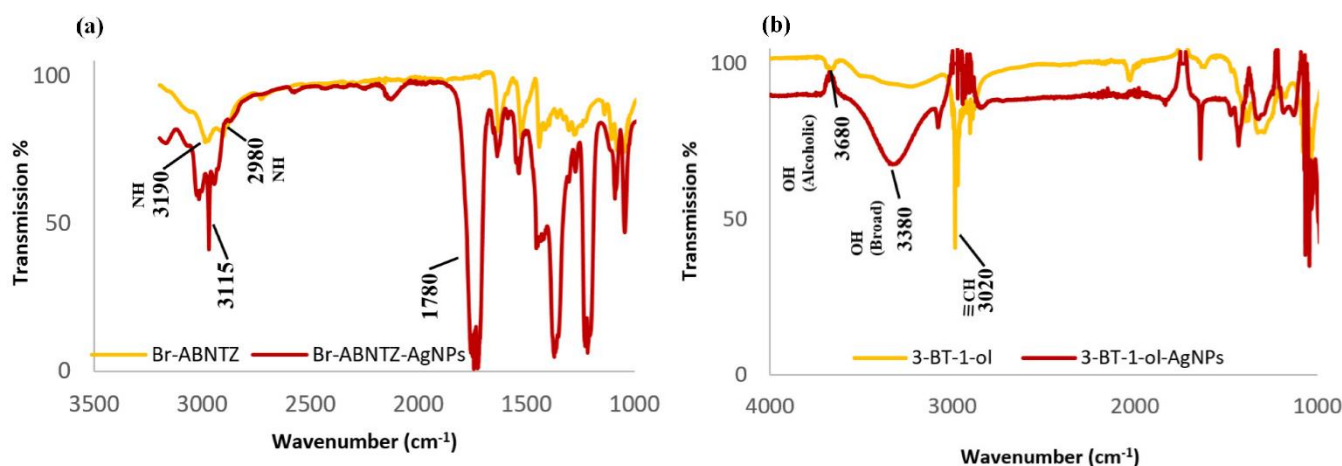 (a)
100
50
100
Transmission %
NH
3190
3115
2980
NH
1780
Br-ABNTZ
Br-ABNTZ-AgNPs
3500
3000
2500
2000
1500
1000
Wavenumber (cm-1)
(b)
100
50
100
Transmission %
OH
(Alcoholic)
3680
OH
(Broad)
3380
≡CH
3020
3-BT-1-ol
3-BT-1-ol-AgNPs
4000
3000
2000
1000
Wavenumber (cm-1)